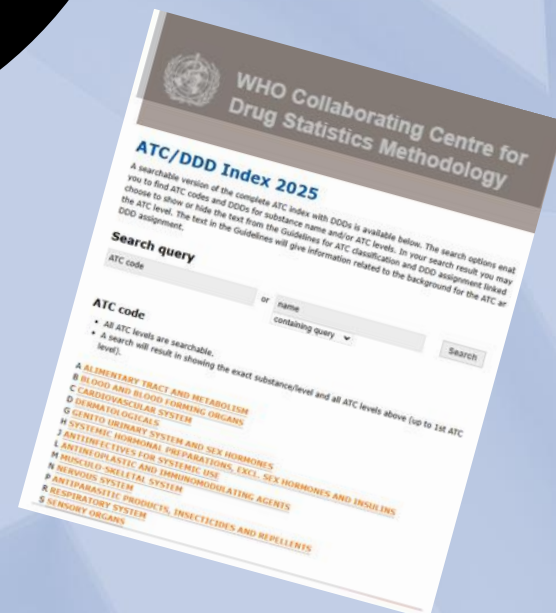 WHO Collaborating Centre for
Drug Statistics Methodology
ATC/DDD Index 2025
A searchable version of the complete ATC index with DDDs is available below. The search options enat
you to find ATC codes and DDDs for substance name and/or ATC levels. In your search result you may
choose to show or hide the text from the Guidelines for ATC classification and DDD assignment linked
the ATC level. The text in the Guidelines will give information related to the background for the ATC ar
DDD assignment.
Search query
ATC code
or
name
containing query
Search
ATC code
• All ATC levels are searchable.
• A search will result in showing the exact substance/level and all ATC levels above (up to 1st ATC
level).
A ALIMENTARY TRACT AND METABOLISM
B BLOOD AND BLOOD FORMING ORGANS
C CARDIOVASCULAR SYSTEM
D DERMATOLOGICALS
G GENITO URINARY SYSTEM AND SEX HORMONES
H SYSTEMIC HORMONAL PREPARATIONS, EXCL. SEX HORMONES AND INSULINS
J ANTIINFECTIVES FOR SYSTEMIC USE
L ANTINEOPLASTIC AND IMMUNOMODULATING AGENTS
M MUSCULO-SKELETAL SYSTEM
N NERVOUS SYSTEM
P ANTIPARASITIC PRODUCTS, INSECTICIDES AND REPELLENTS
R RESPIRATORY SYSTEM
S SENSORY ORGANS